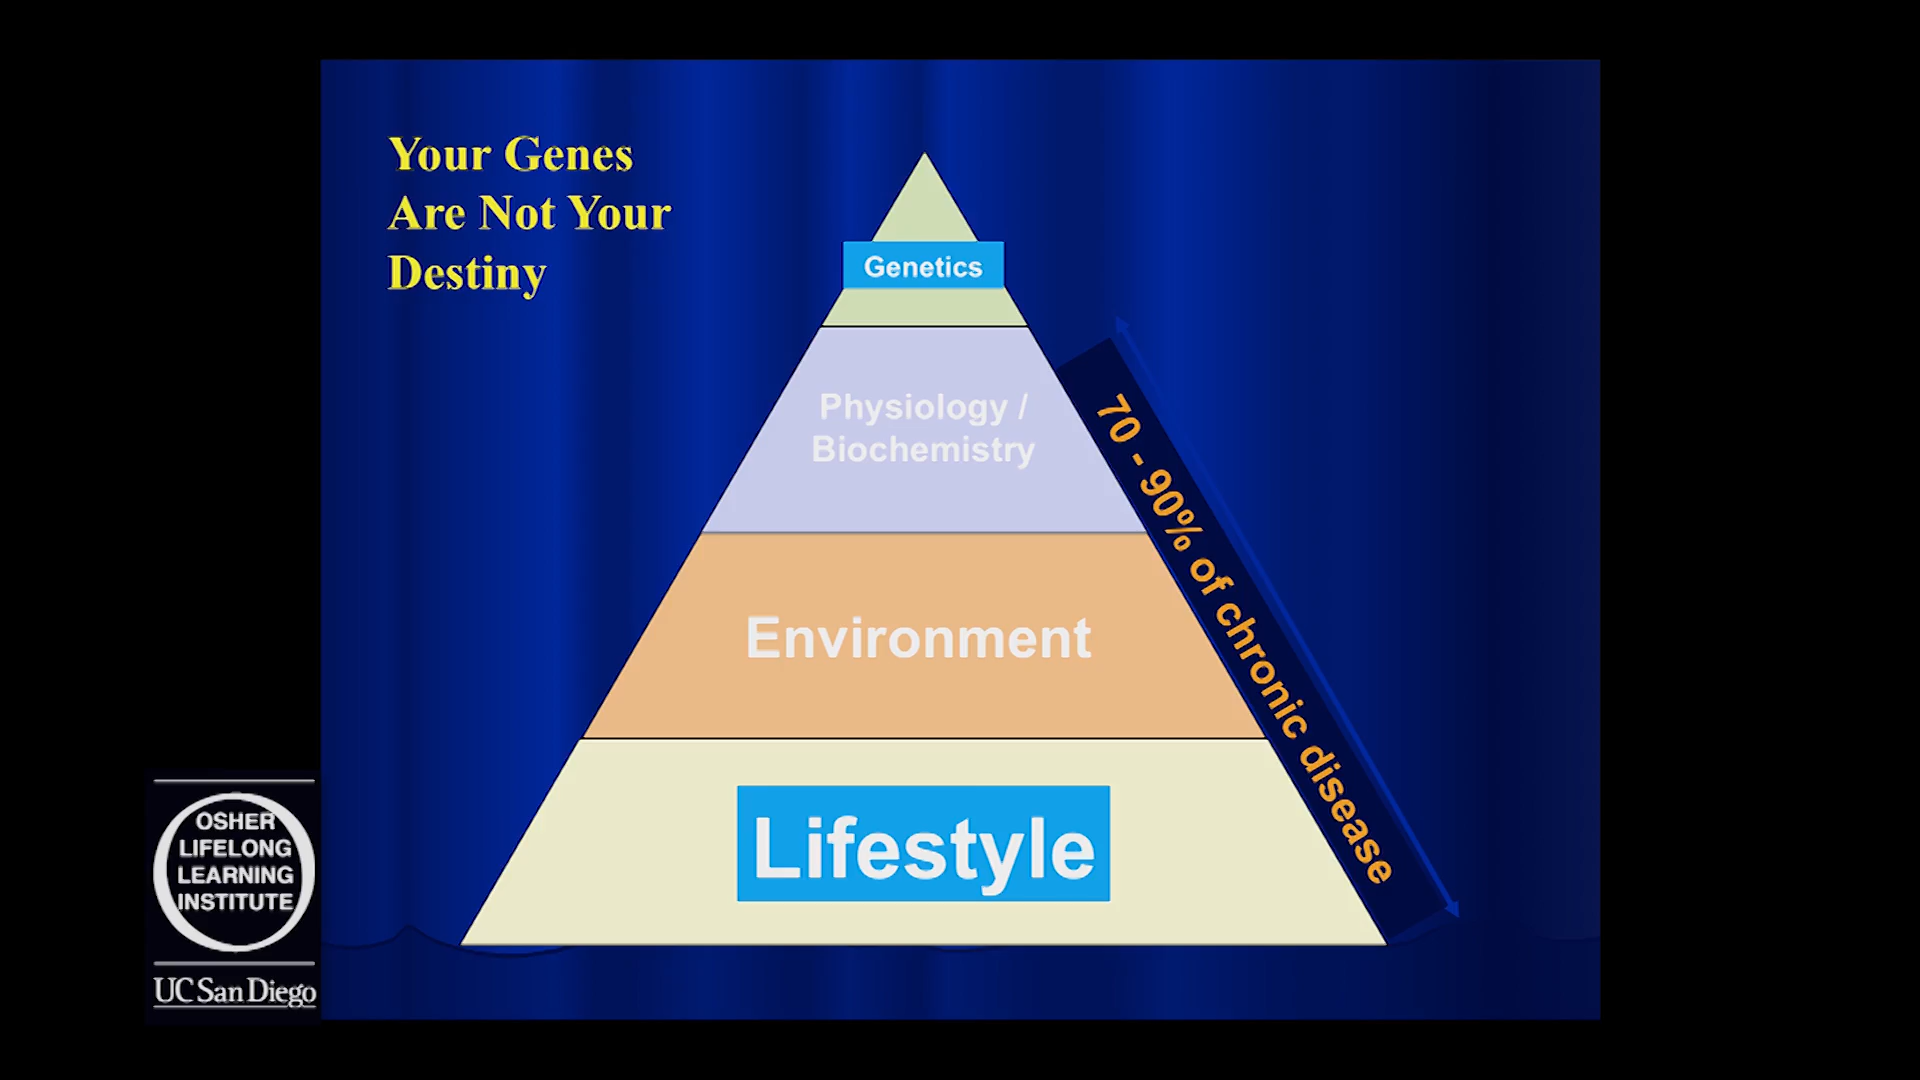 Your Genes
Are Not Your
Destiny
Genetics
Physiology /
Biochemistry
Environment
Lifestyle
70 - 90% of chronic disease
OSHER
LIFELONG
LEARNING
INSTITUTE
UC San Diego